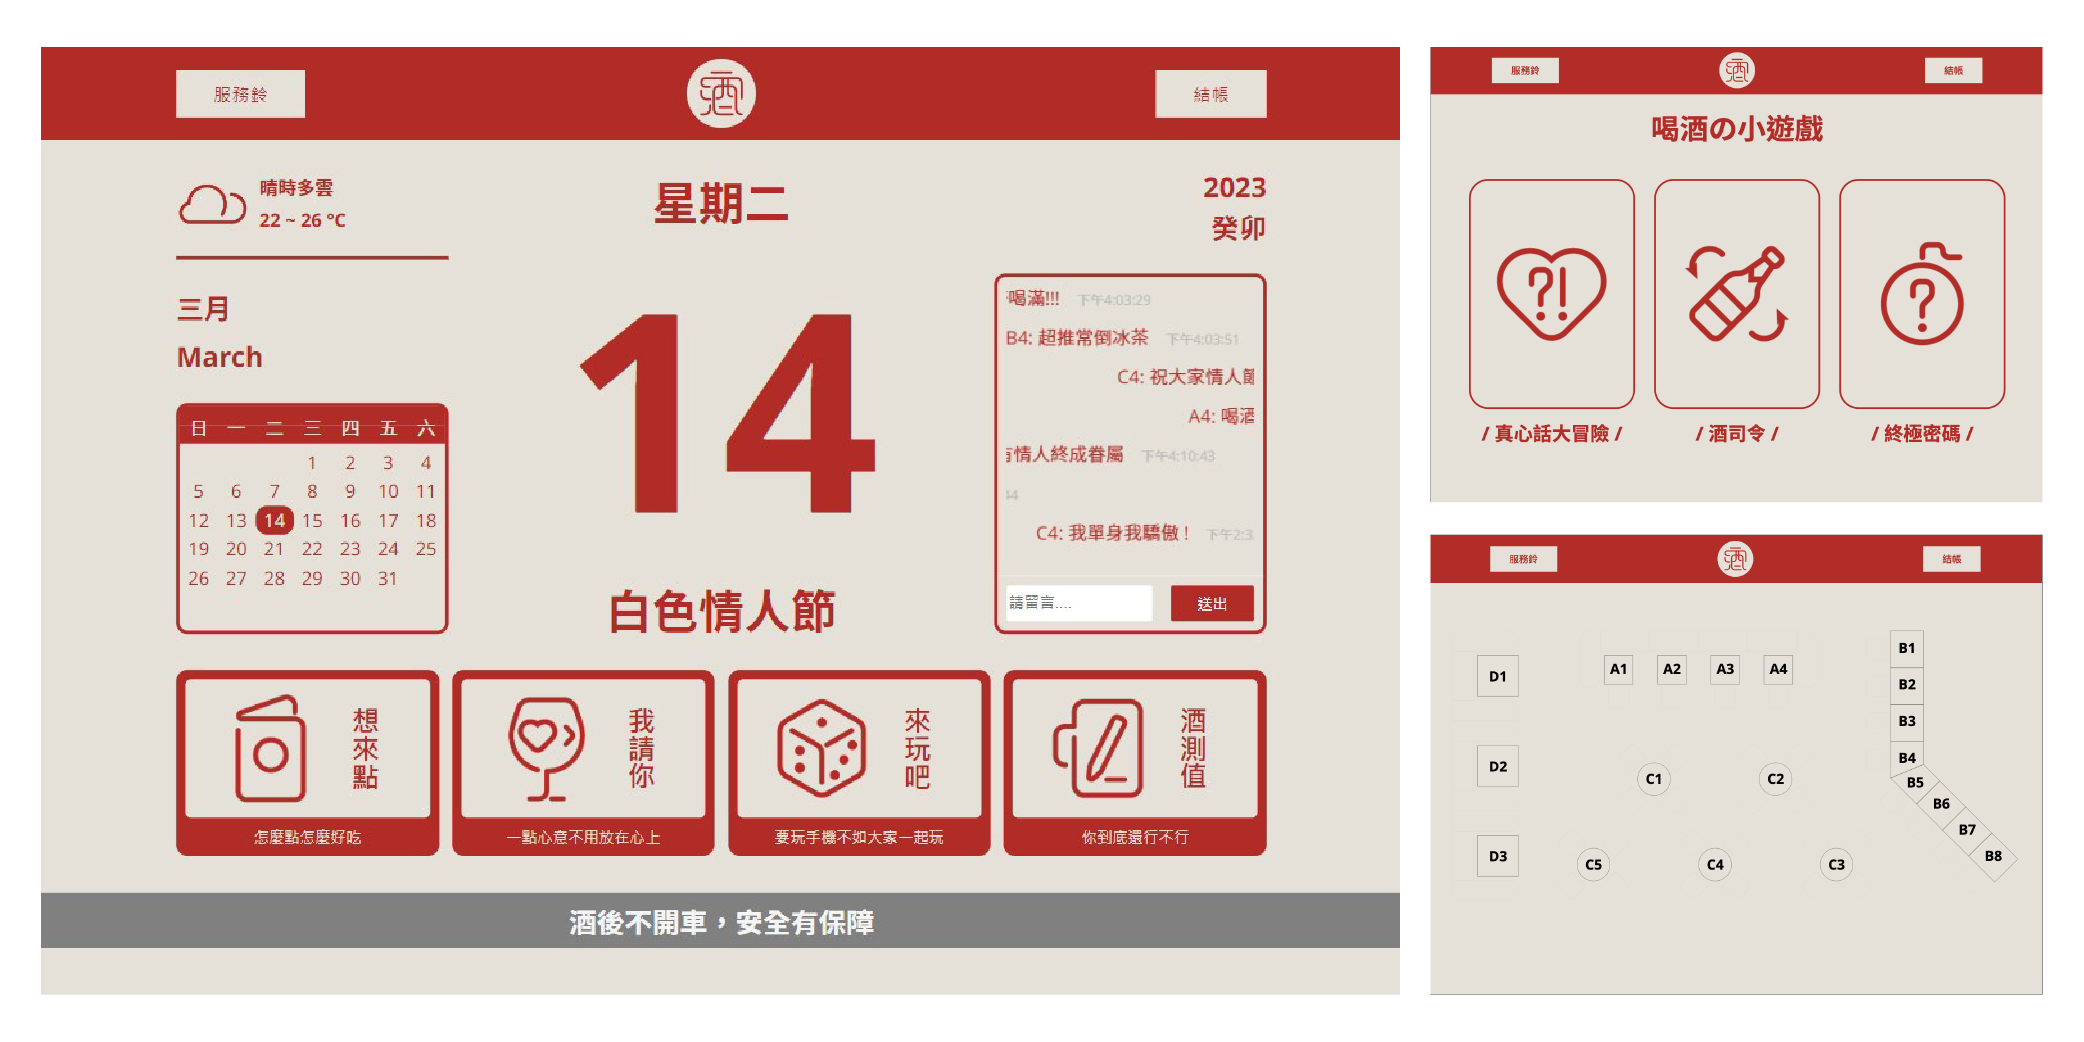 服務鈴
酒
結帳
晴時多雲
22 ~ 26 °C
星期二
2023
癸卯
三月
March
日 一 二 三 四 五 六
1 2 3 4
5 6 7 8 9 10 11
12 13 14 15 16 17 18
19 20 21 22 23 24 25
26 27 28 29 30 31
14
白色情人節
喝滿!!! 下午4:03:29
B4: 超推常倒冰茶 下午4:03:51
C4: 祝大家情人節
A4: 喝酒
情人終成眷屬 下午4:10:43
44
C4: 我單身我驕傲！ 下午2:3
請留言....
送出
想來點
怎麼點怎麼好吃
我請你
一點心意不用放在心上
來玩吧
要玩手機不如大家一起玩
酒測值
你到底還行不行
酒後不開車，安全有保障
服務鈴
酒
結帳
喝酒の小遊戲
?!
?
/ 真心話大冒險 /
/ 酒司令 /
/ 終極密碼 /
服務鈴
酒
結帳
D1
D2
D3
A1 A2 A3 A4
B1
B2
B3
B4
B5
B6
B7
B8
C1 C2
C5 C4 C3